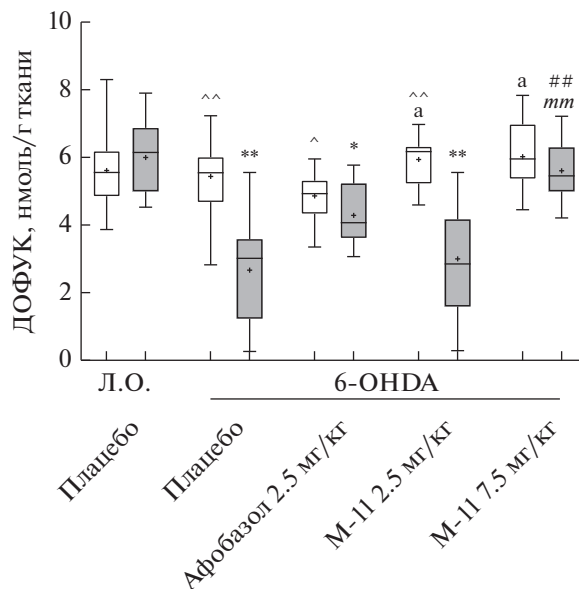 ДОФУК, нмоль/г ткани
10
8
6
4
2
0
^^
**
^
*
^^
a
**
a
##
mm
Л.О.
6-OHDA
Плацебо
Плацебо
Афобазол 2.5 мг/кг
М-11 2.5 мг/кг
М-11 7.5 мг/кг